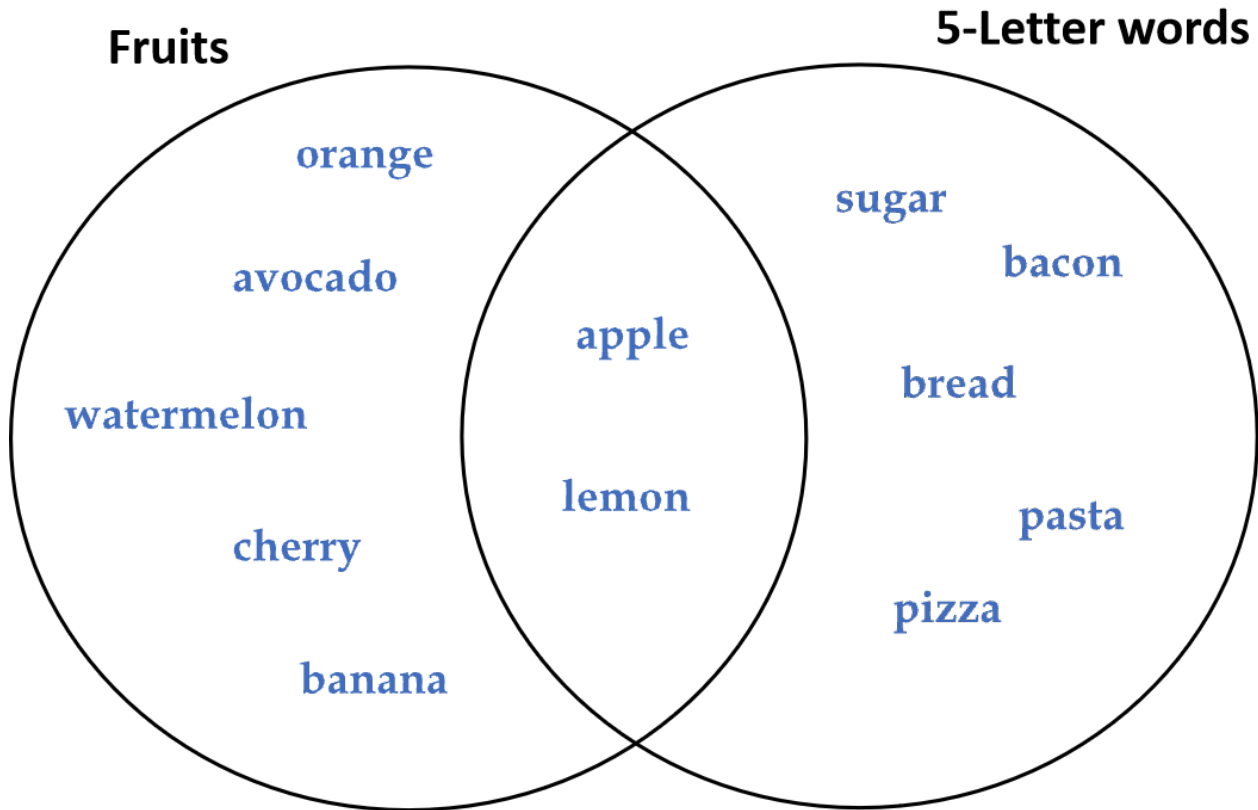 Fruits
5-Letter words
orange
avocado
watermelon
cherry
banana
apple
lemon
sugar
bacon
bread
pasta
pizza